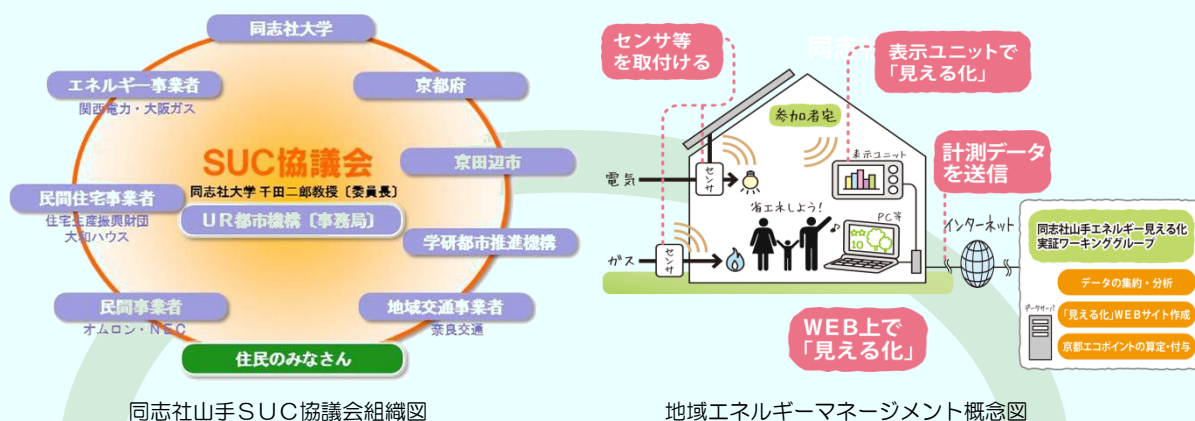 同志社大学
エネルギー事業者
関西電力・大阪ガス
京都府
SUC協議会
同志社大学 千田二郎教授〔委員長〕
UR都市機構〔事務局〕
京田辺市
民間住宅事業者
住宅生産振興財団
大和ハウス
学研都市推進機構
民間事業者
オムロン・NEC
地域交通事業者
奈良交通
住民のみなさん
同志社山手SUC協議会組織図
センサ等
を取付ける
同志
表示ユニットで
「見える化」
参加者宅
表示ユニット
電気
センサ
省エネしよう!
PC等
10
ガス
センサ
計測データ
を送信
インターネット
WEB上で
「見える化」
同志社山手エネルギー見える化
実証ワーキンググループ
データサーバ
データの集約・分析
「見える化」WEBサイト作成
京都エコポイントの算定・付与
地域エネルギーマネージメント概念図